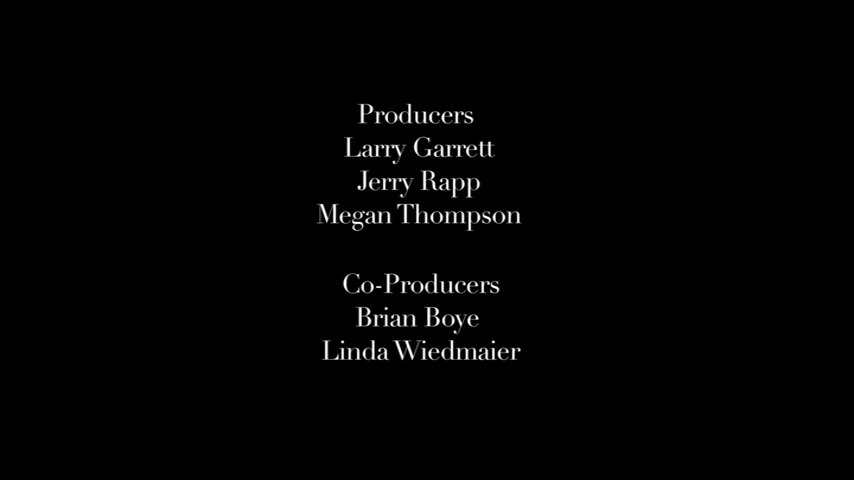 Producers
Larry Garrett
Jerry Rapp
Megan Thompson
Co-Producers
Brian Boye
Linda Wiedmaier